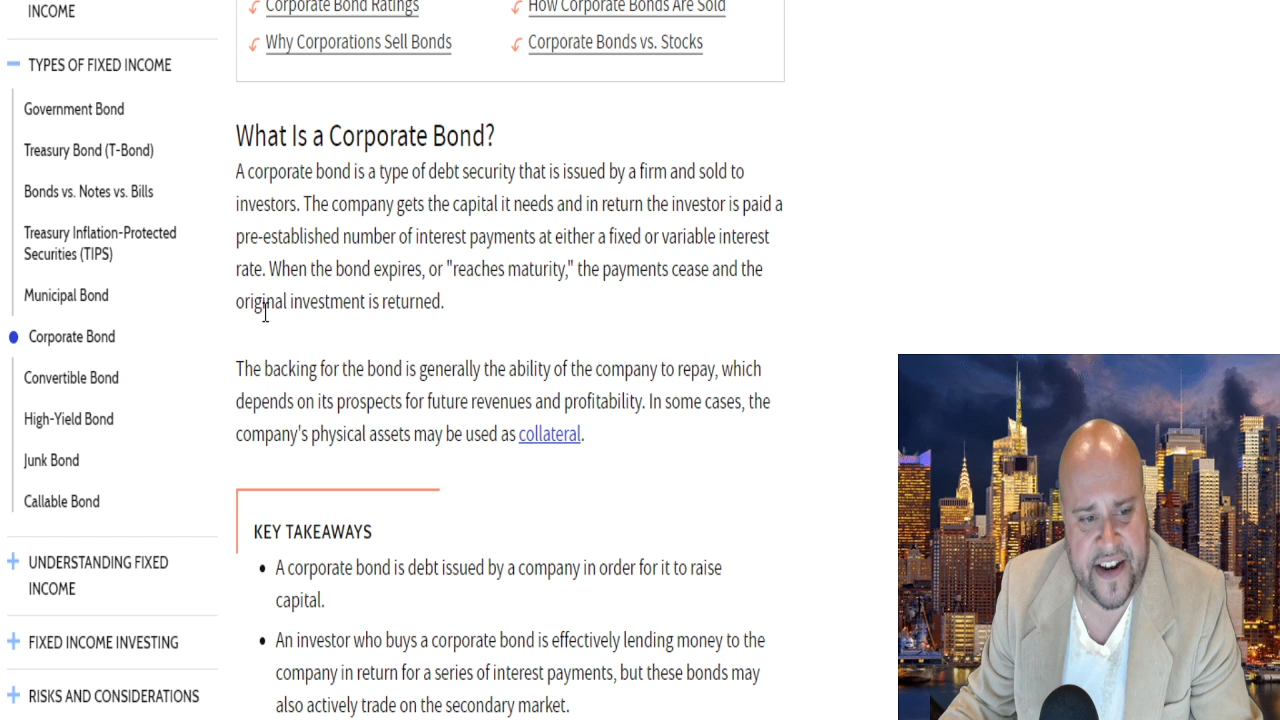 INCOME
TYPES OF FIXED INCOME
Government Bond
Treasury Bond (T-Bond)
Bonds vs. Notes vs. Bills
Treasury Inflation-Protected
Securities (TIPS)
Municipal Bond
Corporate Bond
Convertible Bond
High-Yield Bond
Junk Bond
Callable Bond
UNDERSTANDING FIXED
INCOME
FIXED INCOME INVESTING
RISKS AND CONSIDERATIONS
Corporate Bond Ratings
How Corporate Bonds Are Sold
Why Corporations Sell Bonds
Corporate Bonds vs. Stocks
What Is a Corporate Bond?
A corporate bond is a type of debt security that is issued by a firm and sold to
investors. The company gets the capital it needs and in return the investor is paid a
pre-established number of interest payments at either a fixed or variable interest
rate. When the bond expires, or "reaches maturity," the payments cease and the
original investment is returned.
The backing for the bond is generally the ability of the company to repay, which
depends on its prospects for future revenues and profitability. In some cases, the
company's physical assets may be used as collateral.
KEY TAKEAWAYS
• A corporate bond is debt issued by a company in order for it to raise
capital.
• An investor who buys a corporate bond is effectively lending money to the
company in return for a series of interest payments, but these bonds may
also actively trade on the secondary market.